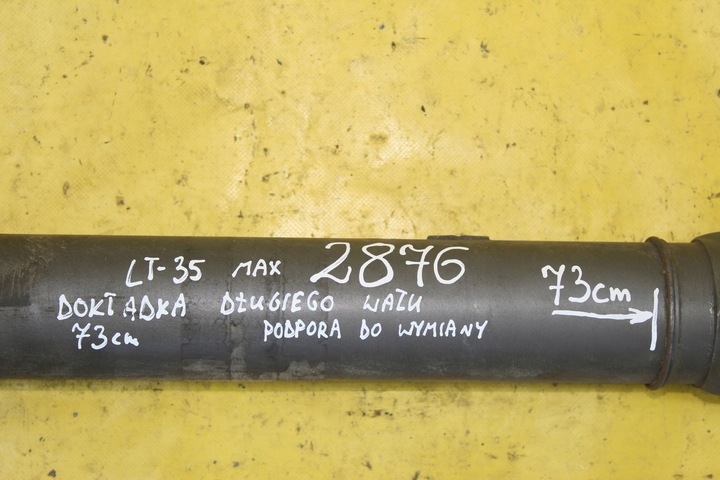 LT-35 MAX 2876
DOKŁADKA DŁUGIEGO WAŁU
73cm PODPORA DO WYMIANY
73cm